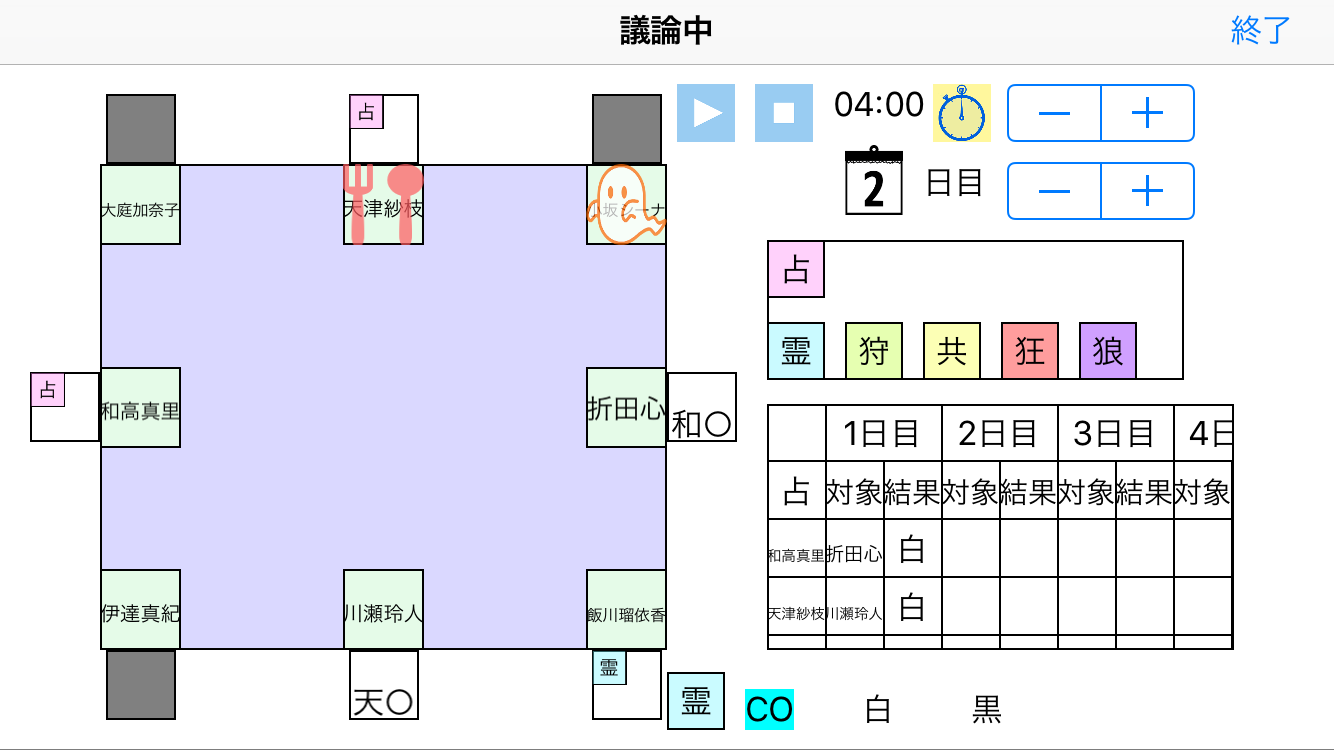 議論中
終了
占
04:00
2 日目
大庭加奈子
天津紗枝
小坂シーナ
占
霊 狩 共 狂 狼
占
和高真里
折田心
和〇
1日目 2日目 3日目 4日
占 対象 結果 対象 結果 対象 結果 対象
和高真里 折田心 白
天津紗枝 川瀬玲人 白
伊達真紀
川瀬玲人
飯川瑠依香
天〇
霊
霊
CO
白
黒